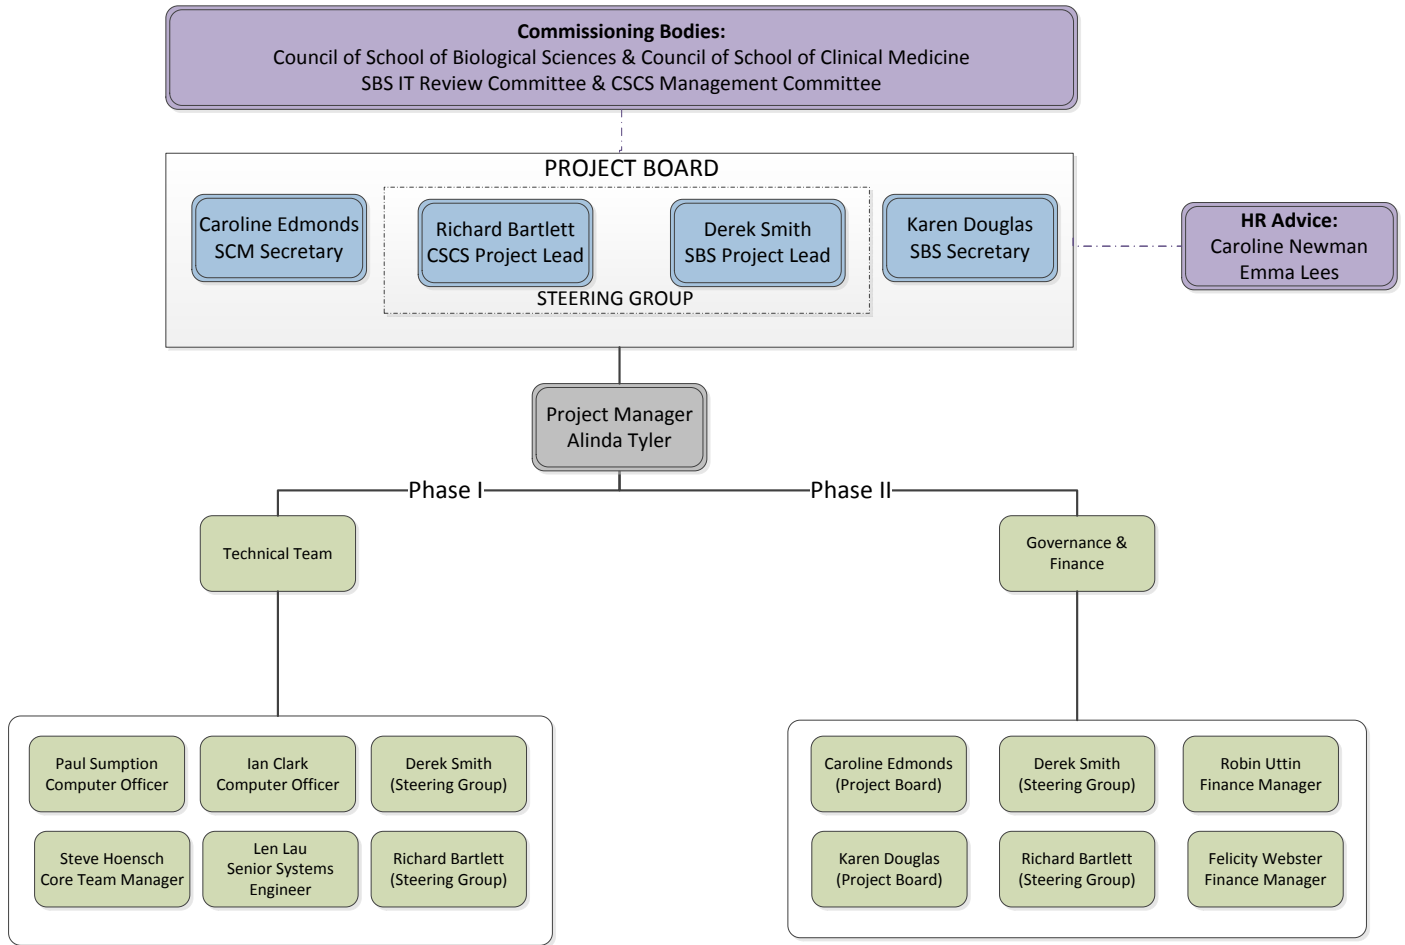 Commissioning Bodies:
Council of School of Biological Sciences & Council of School of Clinical Medicine
SBS IT Review Committee & CSCS Management Committee
PROJECT BOARD
Caroline Edmonds
SCM Secretary
Richard Bartlett
CSCS Project Lead
Derek Smith
SBS Project Lead
Karen Douglas
SBS Secretary
STEERING GROUP
HR Advice:
Caroline Newman
Emma Lees
Project Manager
Alinda Tyler
Phase I
Phase II
Technical Team
Governance &
Finance
Paul Sumption
Computer Officer
Ian Clark
Computer Officer
Derek Smith
(Steering Group)
Steve Hoensch
Core Team Manager
Len Lau
Senior Systems
Engineer
Richard Bartlett
(Steering Group)
Caroline Edmonds
(Project Board)
Derek Smith
(Steering Group)
Robin Uttin
Finance Manager
Karen Douglas
(Project Board)
Richard Bartlett
(Steering Group)
Felicity Webster
Finance Manager